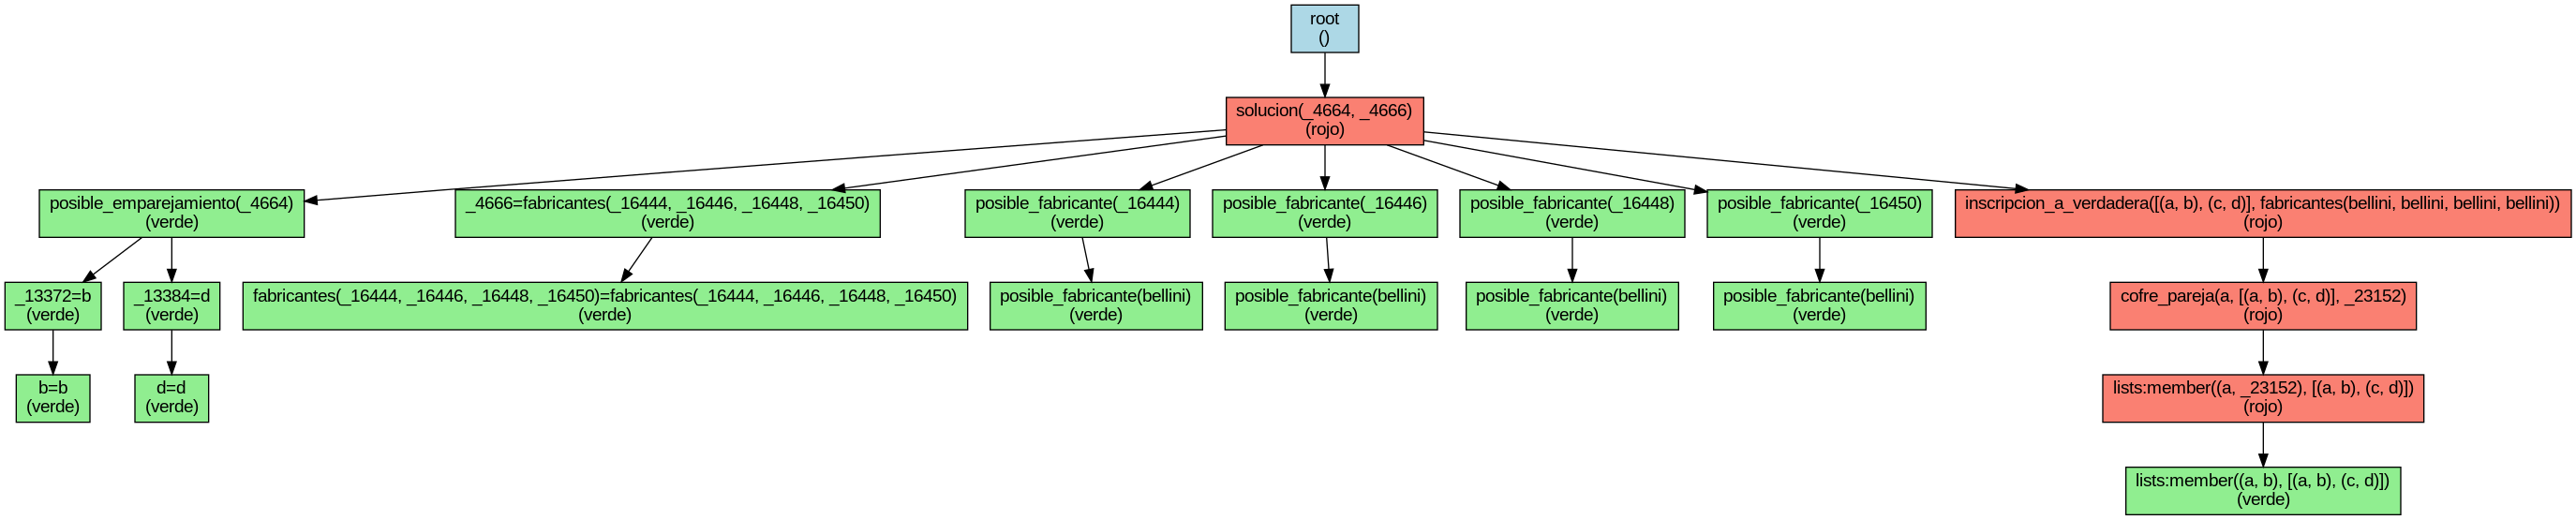 root
()
solucion(_4664, _4666)
(rojo)
posible_emparejamiento(_4664)
(verde)
_4666=fabricantes(_16444, _16446, _16448, _16450)
(verde)
posible_fabricante(_16444)
(verde)
posible_fabricante(_16446)
(verde)
posible_fabricante(_16448)
(verde)
posible_fabricante(_16450)
(verde)
inscripcion_a_verdadera([(a, b), (c, d)], fabricantes(bellini, bellini, bellini, bellini))
(rojo)
_13372=b
(verde)
_13384=d
(verde)
fabricantes(_16444, _16446, _16448, _16450)=fabricantes(_16444, _16446, _16448, _16450)
(verde)
posible_fabricante(bellini)
(verde)
posible_fabricante(bellini)
(verde)
posible_fabricante(bellini)
(verde)
posible_fabricante(bellini)
(verde)
cofre_pareja(a, [(a, b), (c, d)], _23152)
(rojo)
b=b
(verde)
d=d
(verde)
lists:member((a, _23152), [(a, b), (c, d)])
(rojo)
lists:member((a, b), [(a, b), (c, d)])
(verde)